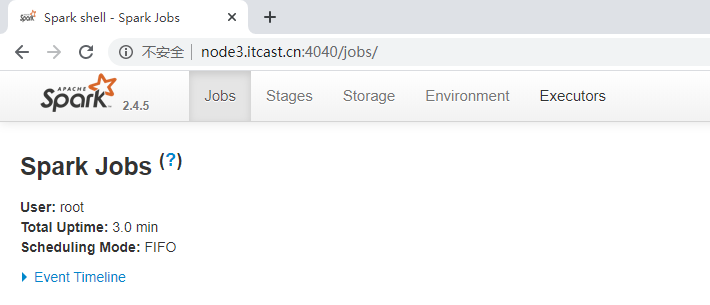 Spark shell - Spark Jobs
不安全 node3.itcast.cn:4040/jobs/
APACHE Spark 2.4.5 Jobs Stages Storage Environment Executors
Spark Jobs (?)
User: root
Total Uptime: 3.0 min
Scheduling Mode: FIFO
Event Timeline